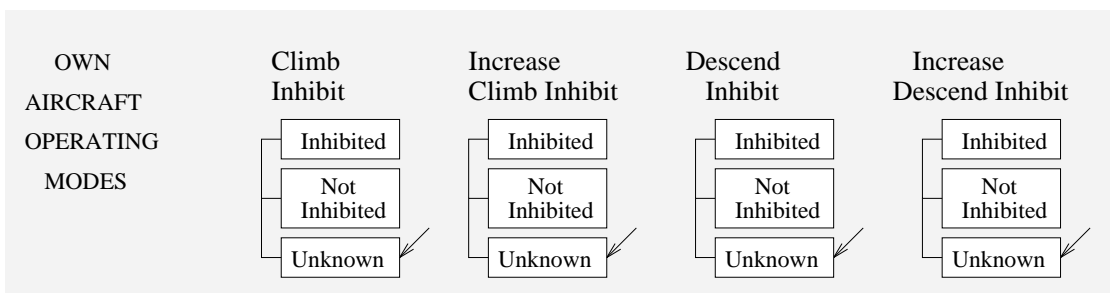 OWN
AIRCRAFT
OPERATING
MODES
Climb
Inhibit
Inhibited
Not
Inhibited
Unknown
Increase
Climb Inhibit
Inhibited
Not
Inhibited
Unknown
Descend
Inhibit
Inhibited
Not
Inhibited
Unknown
Increase
Descend Inhibit
Inhibited
Not
Inhibited
Unknown